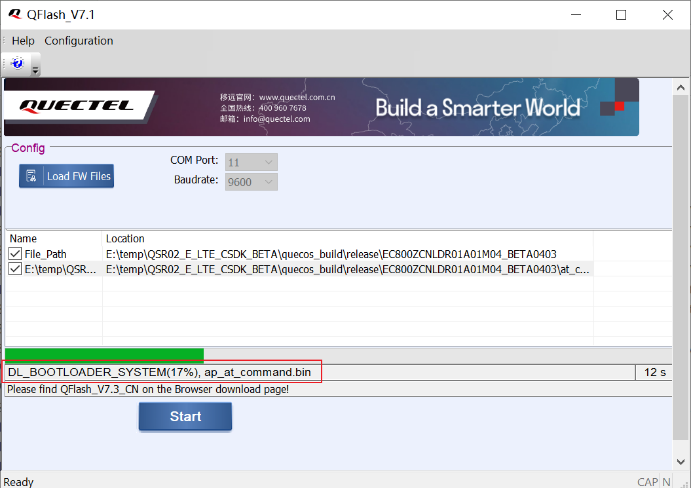 QFlash_V7.1
Help Configuration
QUECTEL
移远官网：www.quectel.com.cn
全国热线：400 960 7678
邮箱：info@quectel.com
Build a Smarter World
Config
Load FW Files
COM Port: 11
Baudrate: 9600
Name Location
File_Path E:\temp\QSR02_E_LTE_CSDK_BETA\quecos_build\release\EC800ZCNLDR01A01M04_BETA0403
E:\temp\QSR... E:\temp\QSR02_E_LTE_CSDK_BETA\quecos_build\release\EC800ZCNLDR01A01M04_BETA0403\at_c...
DL_BOOTLOADER_SYSTEM(17%), ap_at_command.bin 12 s
Please find QFlash_V7.3_CN on the Browser download page!
Start
Ready CAP N